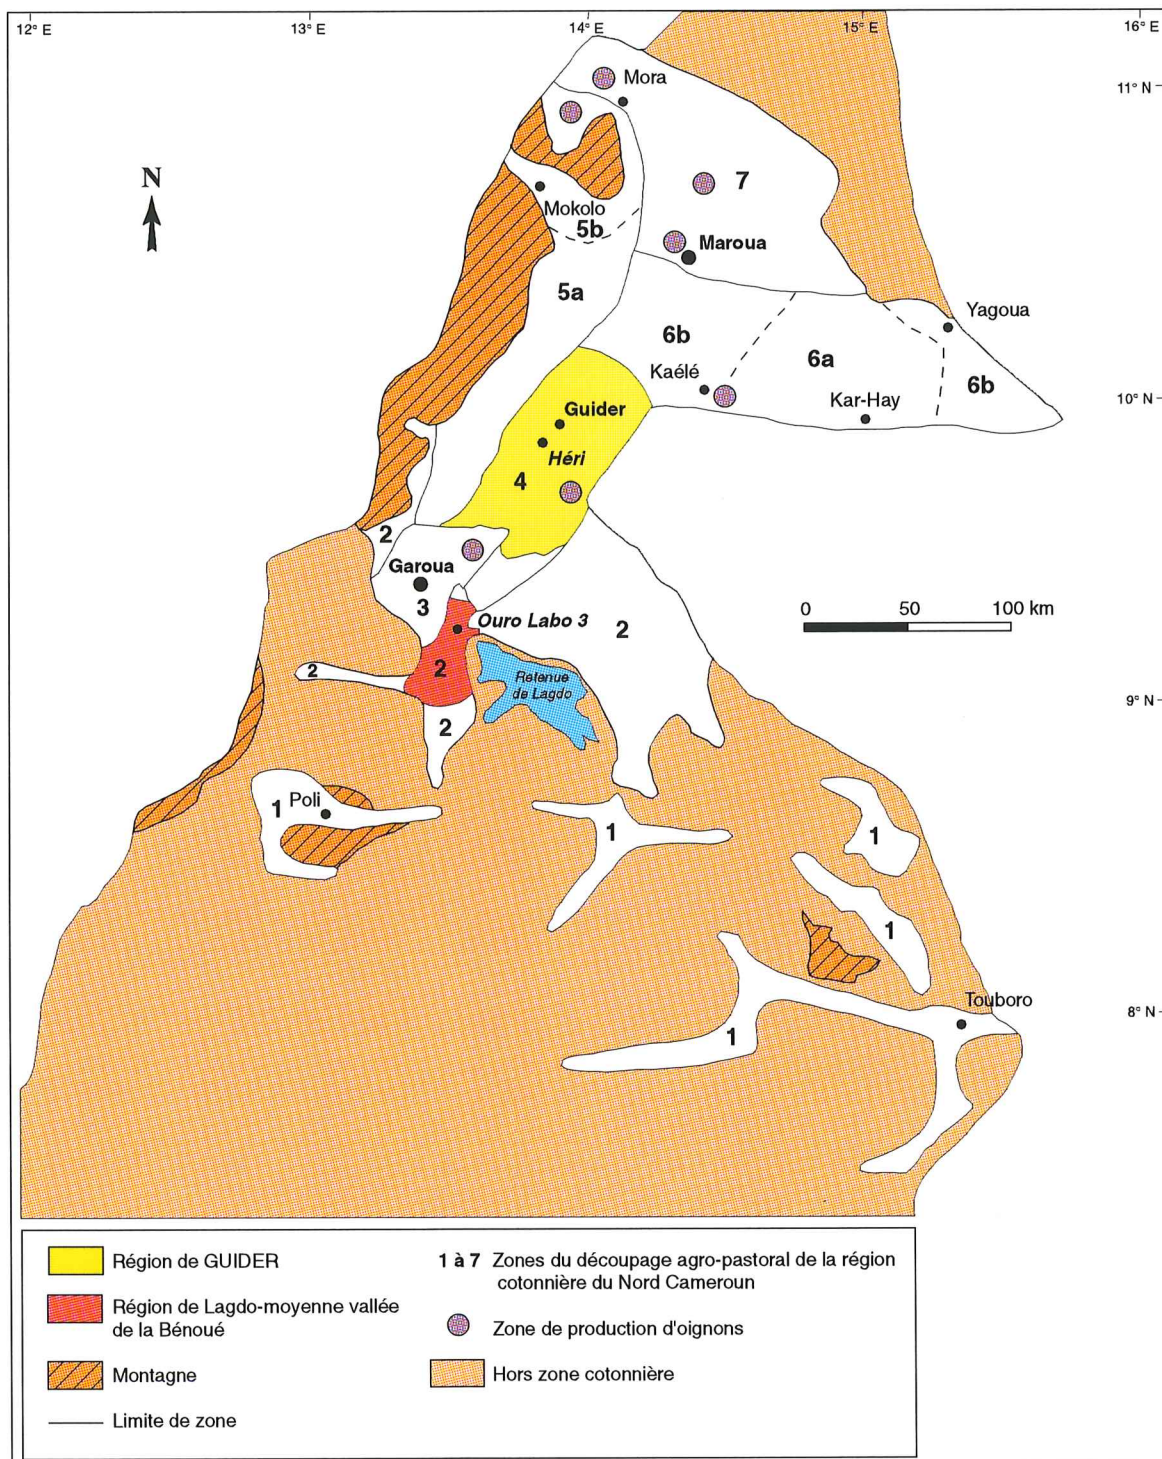 12° E
13° E
14° E
15° E
16° E
11° N
Mora
N
7
Mokolo
5b
Maroua
5a
Yagoua
6b
6a
Kaélé
6b
Kar-Hay
10° N
Guider
Héri
4
2
Garoua
3
0 50 100 km
Ouro Labo 3
2
2
2
Retenue
de Lagdo
9° N
2
1
Poli
1
1
1
Touboro
8° N
1
Région de GUIDER
Région de Lagdo-moyenne vallée
de la Bénoué
Montagne
Limite de zone
1 à 7 Zones du découpage agro-pastoral de la région
cotonnière du Nord Cameroun
Zone de production d'oignons
Hors zone cotonnière